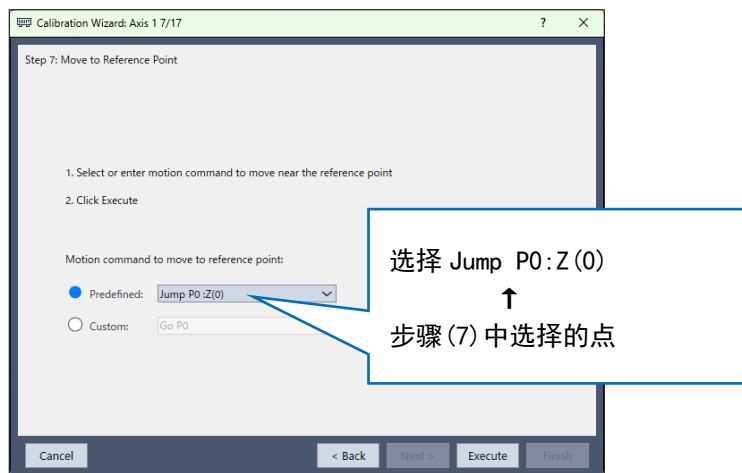 Calibration Wizard: Axis 1 7/17
Step 7: Move to Reference Point
1. Select or enter motion command to move near the reference point
2. Click Execute
Motion command to move to reference point:
Predefined: Jump P0 :Z(0)
Custom: Go P0
选择 Jump P0:Z(0)
↑
步骤(7)中选择的点
Cancel < Back Next > Execute Finish